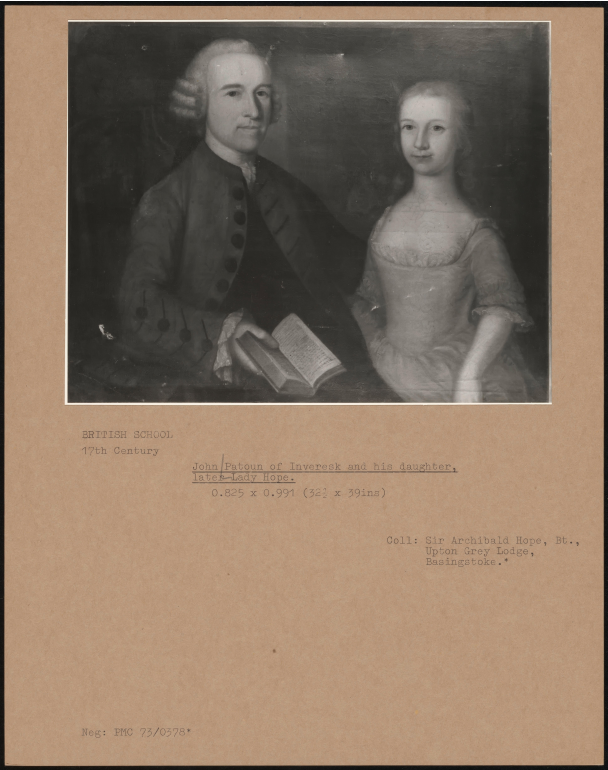 BRITISH SCHOOL
17th Century
John Patoun of Inveresk and his daughter,
later Lady Hope.
0.825 x 0.991 (32½ x 39ins)
Coll: Sir Archibald Hope, Bt.,
Upton Grey Lodge,
Basingstoke.*
Neg: PMC 73/0378*